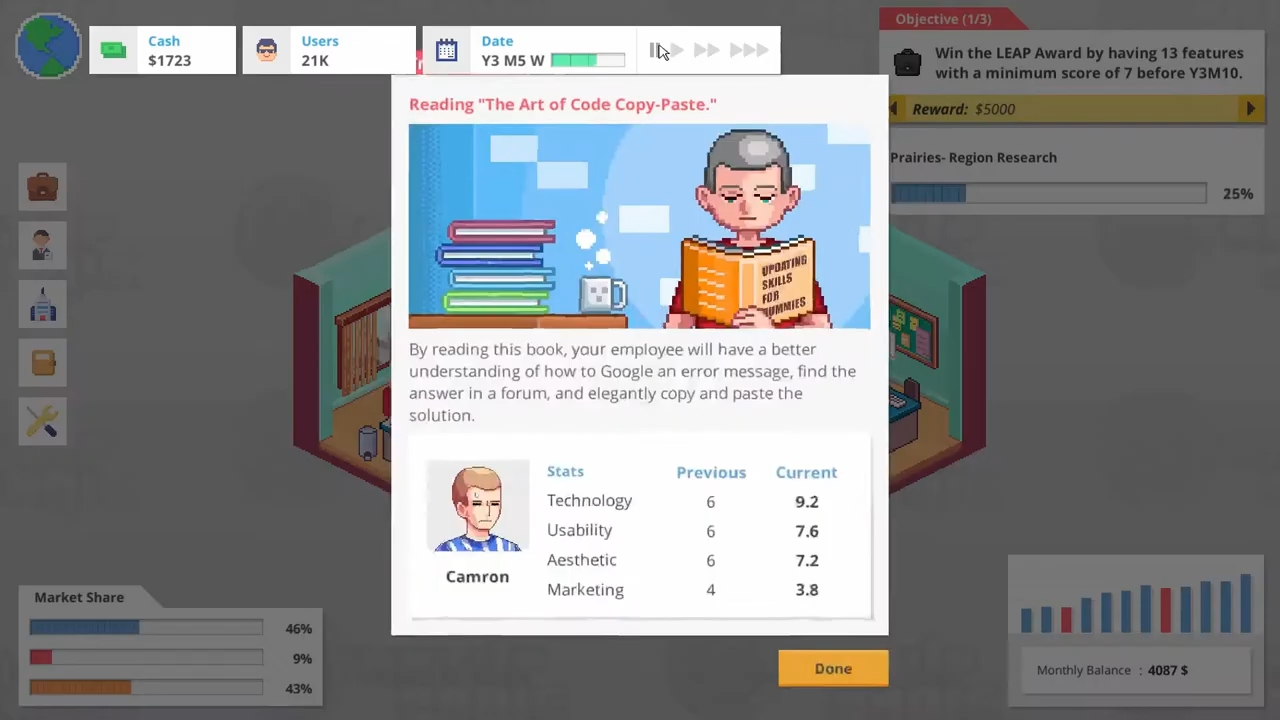 Cash
$1723
Users
21K
Date
Y3 M5 W
Objective (1/3)
Win the LEAP Award by having 13 features
with a minimum score of 7 before Y3M10.
Reward: $5000
Prairies- Region Research
25%
Reading "The Art of Code Copy-Paste."
UPDATING
SKILLS
FOR
DUMMIES
By reading this book, your employee will have a better
understanding of how to Google an error message, find the
answer in a forum, and elegantly copy and paste the
solution.
Stats Previous Current
Technology 6 9.2
Usability 6 7.6
Aesthetic 6 7.2
Marketing 4 3.8
Camron
Done
Market Share
46%
9%
43%
Monthly Balance : 4087 $